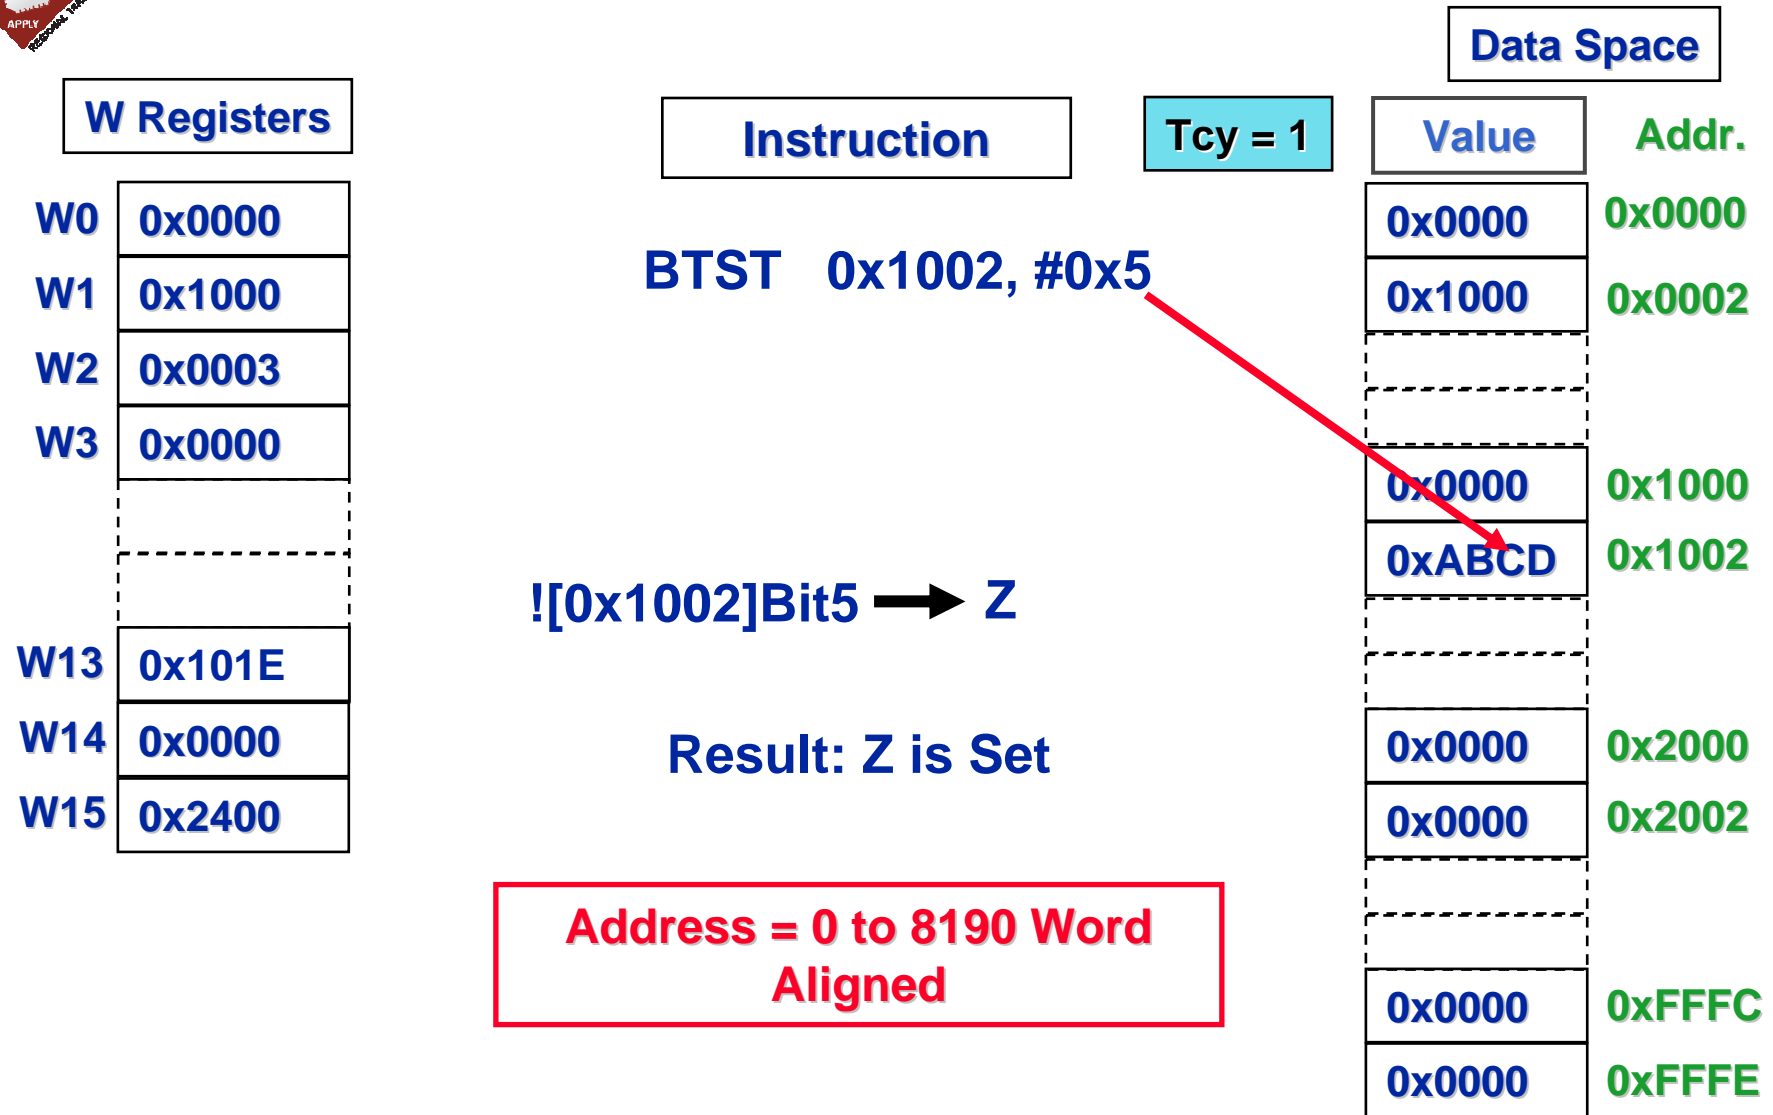 APPLY
REGIONAL
Data Space
W Registers
Instruction
Tcy = 1
Value
Addr.
W0
0x0000
W1
0x1000
W2
0x0003
W3
0x0000
W13
0x101E
W14
0x0000
W15
0x2400
BTST 0x1002, #0x5
![0x1002]Bit5 Z
Result: Z is Set
Address = 0 to 8190 Word
Aligned
0x0000 0x0000
0x1000 0x0002
0x0000 0x1000
0xABCD 0x1002
0x0000 0x2000
0x0000 0x2002
0x0000 0xFFFC
0x0000 0xFFFE